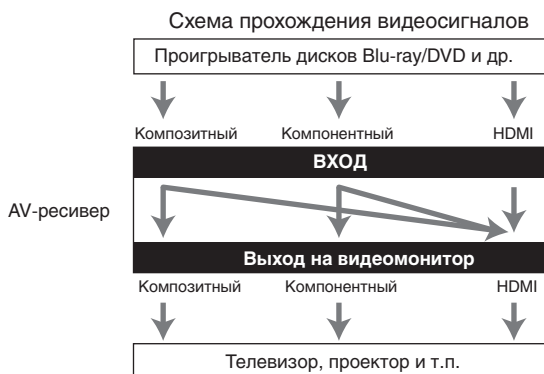 Схема прохождения видеосигналов
Проигрыватель дисков Blu-ray/DVD и др.
Композитный Компонентный HDMI
ВХОД
AV-ресивер
Выход на видеомонитор
Композитный Компонентный HDMI
Телевизор, проектор и т.п.